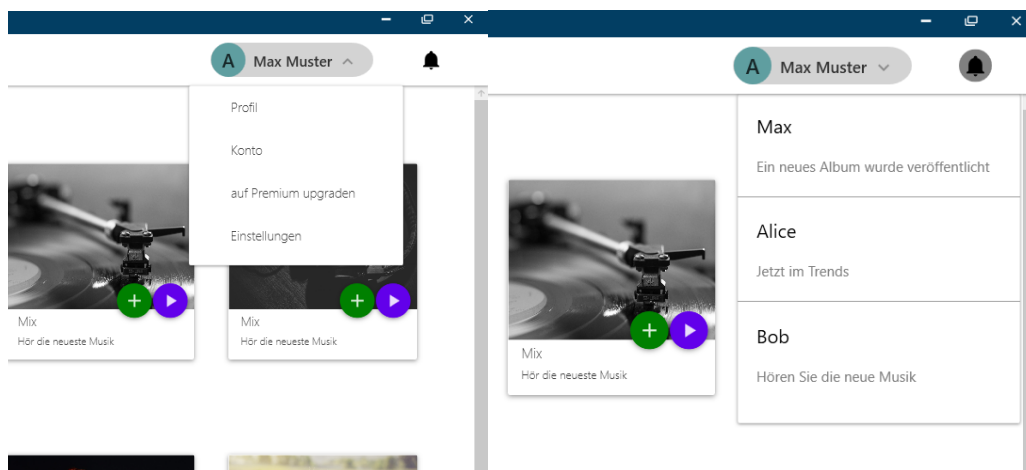 A Max Muster
Profil
Konto
auf Premium upgraden
Einstellungen
Mix
Hör die neueste Musik
Mix
Hör die neueste Musik
A Max Muster
Max
Ein neues Album wurde veröffentlicht
Alice
Jetzt im Trends
Bob
Hören Sie die neue Musik
Mix
Hör die neueste Musik